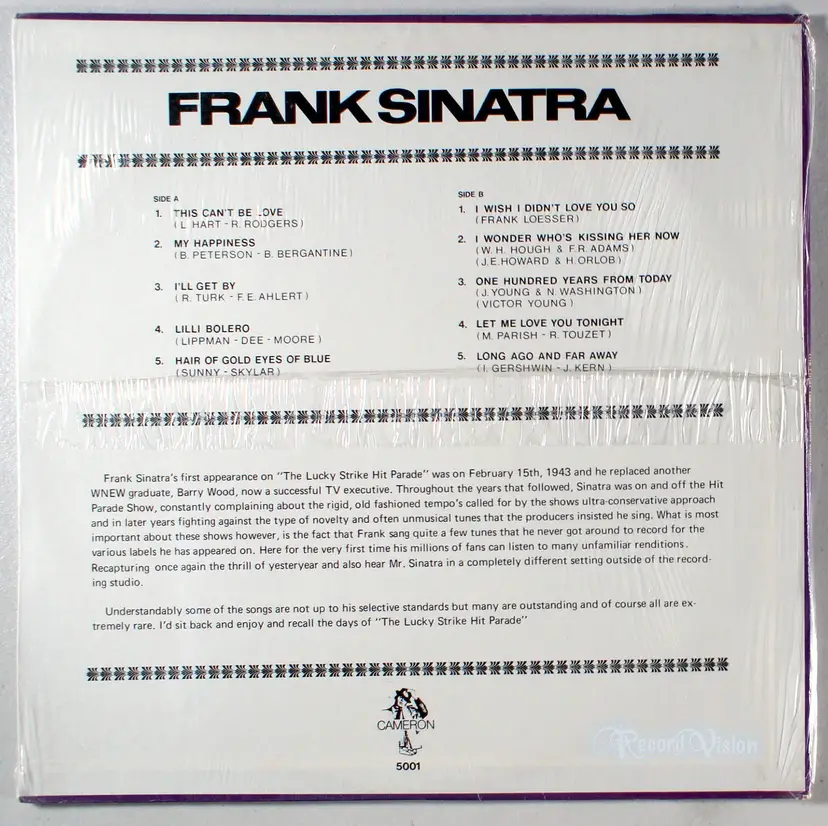 FRANK SINATRA
SIDE A
1. THIS CAN'T BE LOVE
(L. HART - R. RODGERS)
2. MY HAPPINESS
(B. PETERSON - B. BERGANTINE)
3. I'LL GET BY
(R. TURK - F.E. AHLERT)
4. LILLI BOLERO
(LIPPMAN - DEE - MOORE)
5. HAIR OF GOLD EYES OF BLUE
(SUNNY - SKYLAR)
SIDE B
1. I WISH I DIDN'T LOVE YOU SO
(FRANK LOESSER)
2. I WONDER WHO'S KISSING HER NOW
(W.H. HOUGH & F.R. ADAMS)
(J.E. HOWARD & H. ORLOB)
3. ONE HUNDRED YEARS FROM TODAY
(J. YOUNG & N. WASHINGTON)
(VICTOR YOUNG)
4. LET ME LOVE YOU TONIGHT
(M. PARISH - R. TOUZET)
5. LONG AGO AND FAR AWAY
(I. GERSHWIN - J. KERN)
Frank Sinatra's first appearance on "The Lucky Strike Hit Parade" was on February 15th, 1943 and he replaced another
WNEW graduate, Barry Wood, now a successful TV executive. Throughout the years that followed, Sinatra was on and off the Hit
Parade Show, constantly complaining about the rigid, old fashioned tempo's called for by the shows ultra-conservative approach
and in later years fighting against the type of novelty and often unmusical tunes that the producers insisted he sing. What is most
important about these shows however, is the fact that Frank sang quite a few tunes that he never got around to record for the
various labels he has appeared on. Here for the very first time his millions of fans can listen to many unfamiliar renditions.
Recapturing once again the thrill of yesteryear and also hear Mr. Sinatra in a completely different setting outside of the record-
ing studio.
Understandably some of the songs are not up to his selective standards but many are outstanding and of course all are ex-
tremely rare. I'd sit back and enjoy and recall the days of "The Lucky Strike Hit Parade"
CAMERON
5001
Record Vision